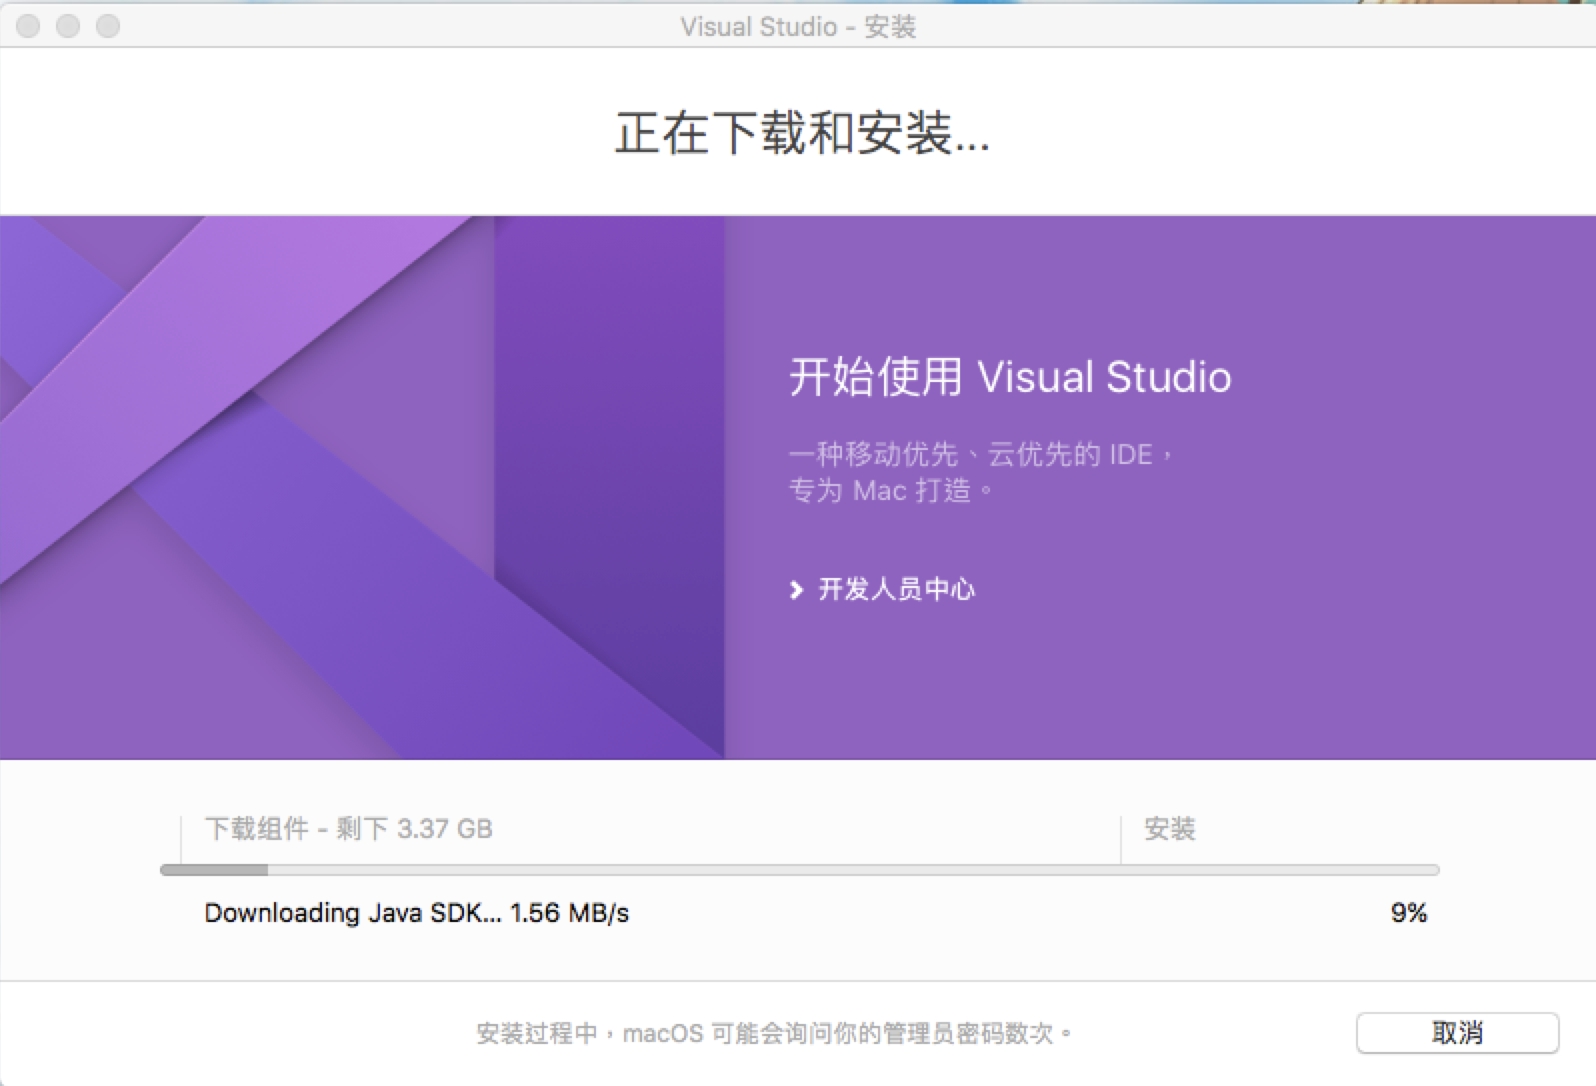 Visual Studio - 安装
正在下载和安装...
开始使用 Visual Studio
一种移动优先、云优先的 IDE，
专为 Mac 打造。
开发人员中心
下载组件 - 剩下 3.37 GB
安装
Downloading Java SDK... 1.56 MB/s
9%
安装过程中，macOS 可能会询问你的管理员密码数次。
取消